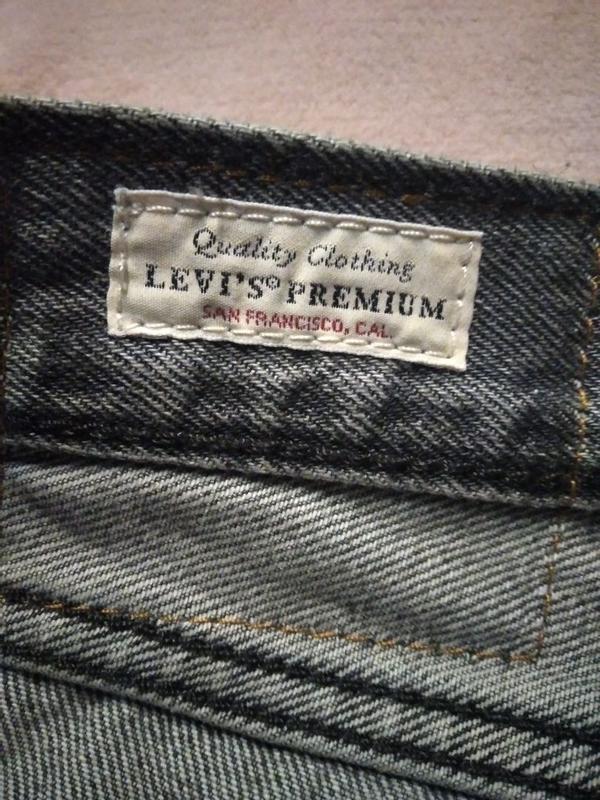 Quality Clothing
LEVI'S® PREMIUM
SAN FRANCISCO, CAL.